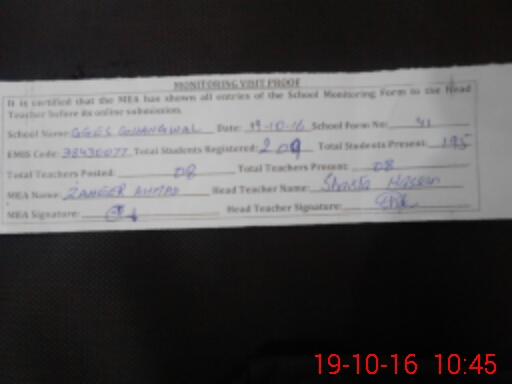 MONITORING VISIT PROOF
It is certified that the MEA has shown all entries of the School Monitoring Form to the Head
Teacher before its online submission.
School Name: GGES Date: 19-10-16 School Form No: 41
EMIS Code: 38430077 Total Students Registered: 209 Total Students Present: 195
Total Teachers Posted: 08 Total Teachers Present: 08
MEA Name: ZAHEER AHMAD Head Teacher Name: Hassan
MEA Signature: Head Teacher Signature:
19-10-16 10:45